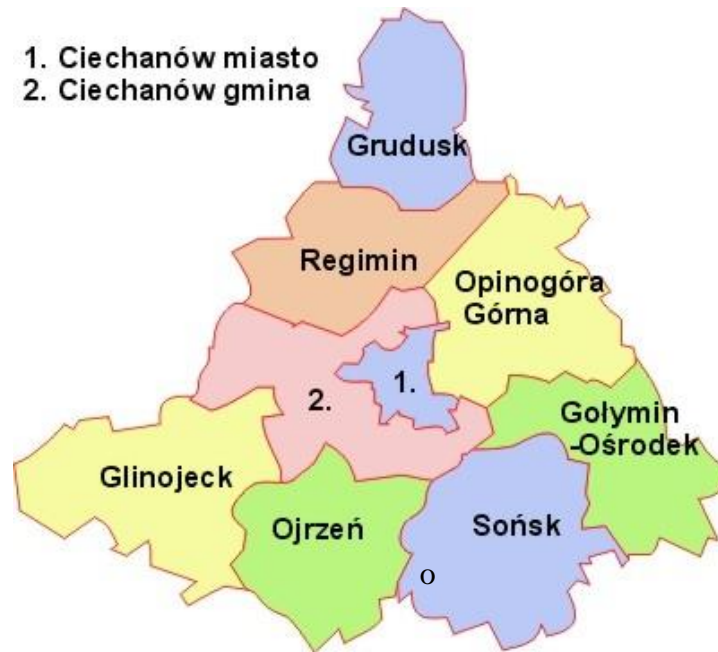 1. Ciechanów miasto
2. Ciechanów gmina
Grudusk
Regimin
Opinogóra
Górna
1.
2.
Gołymin
-Ośrodek
Glinojeck
Ojrzeń
Sońsk
o